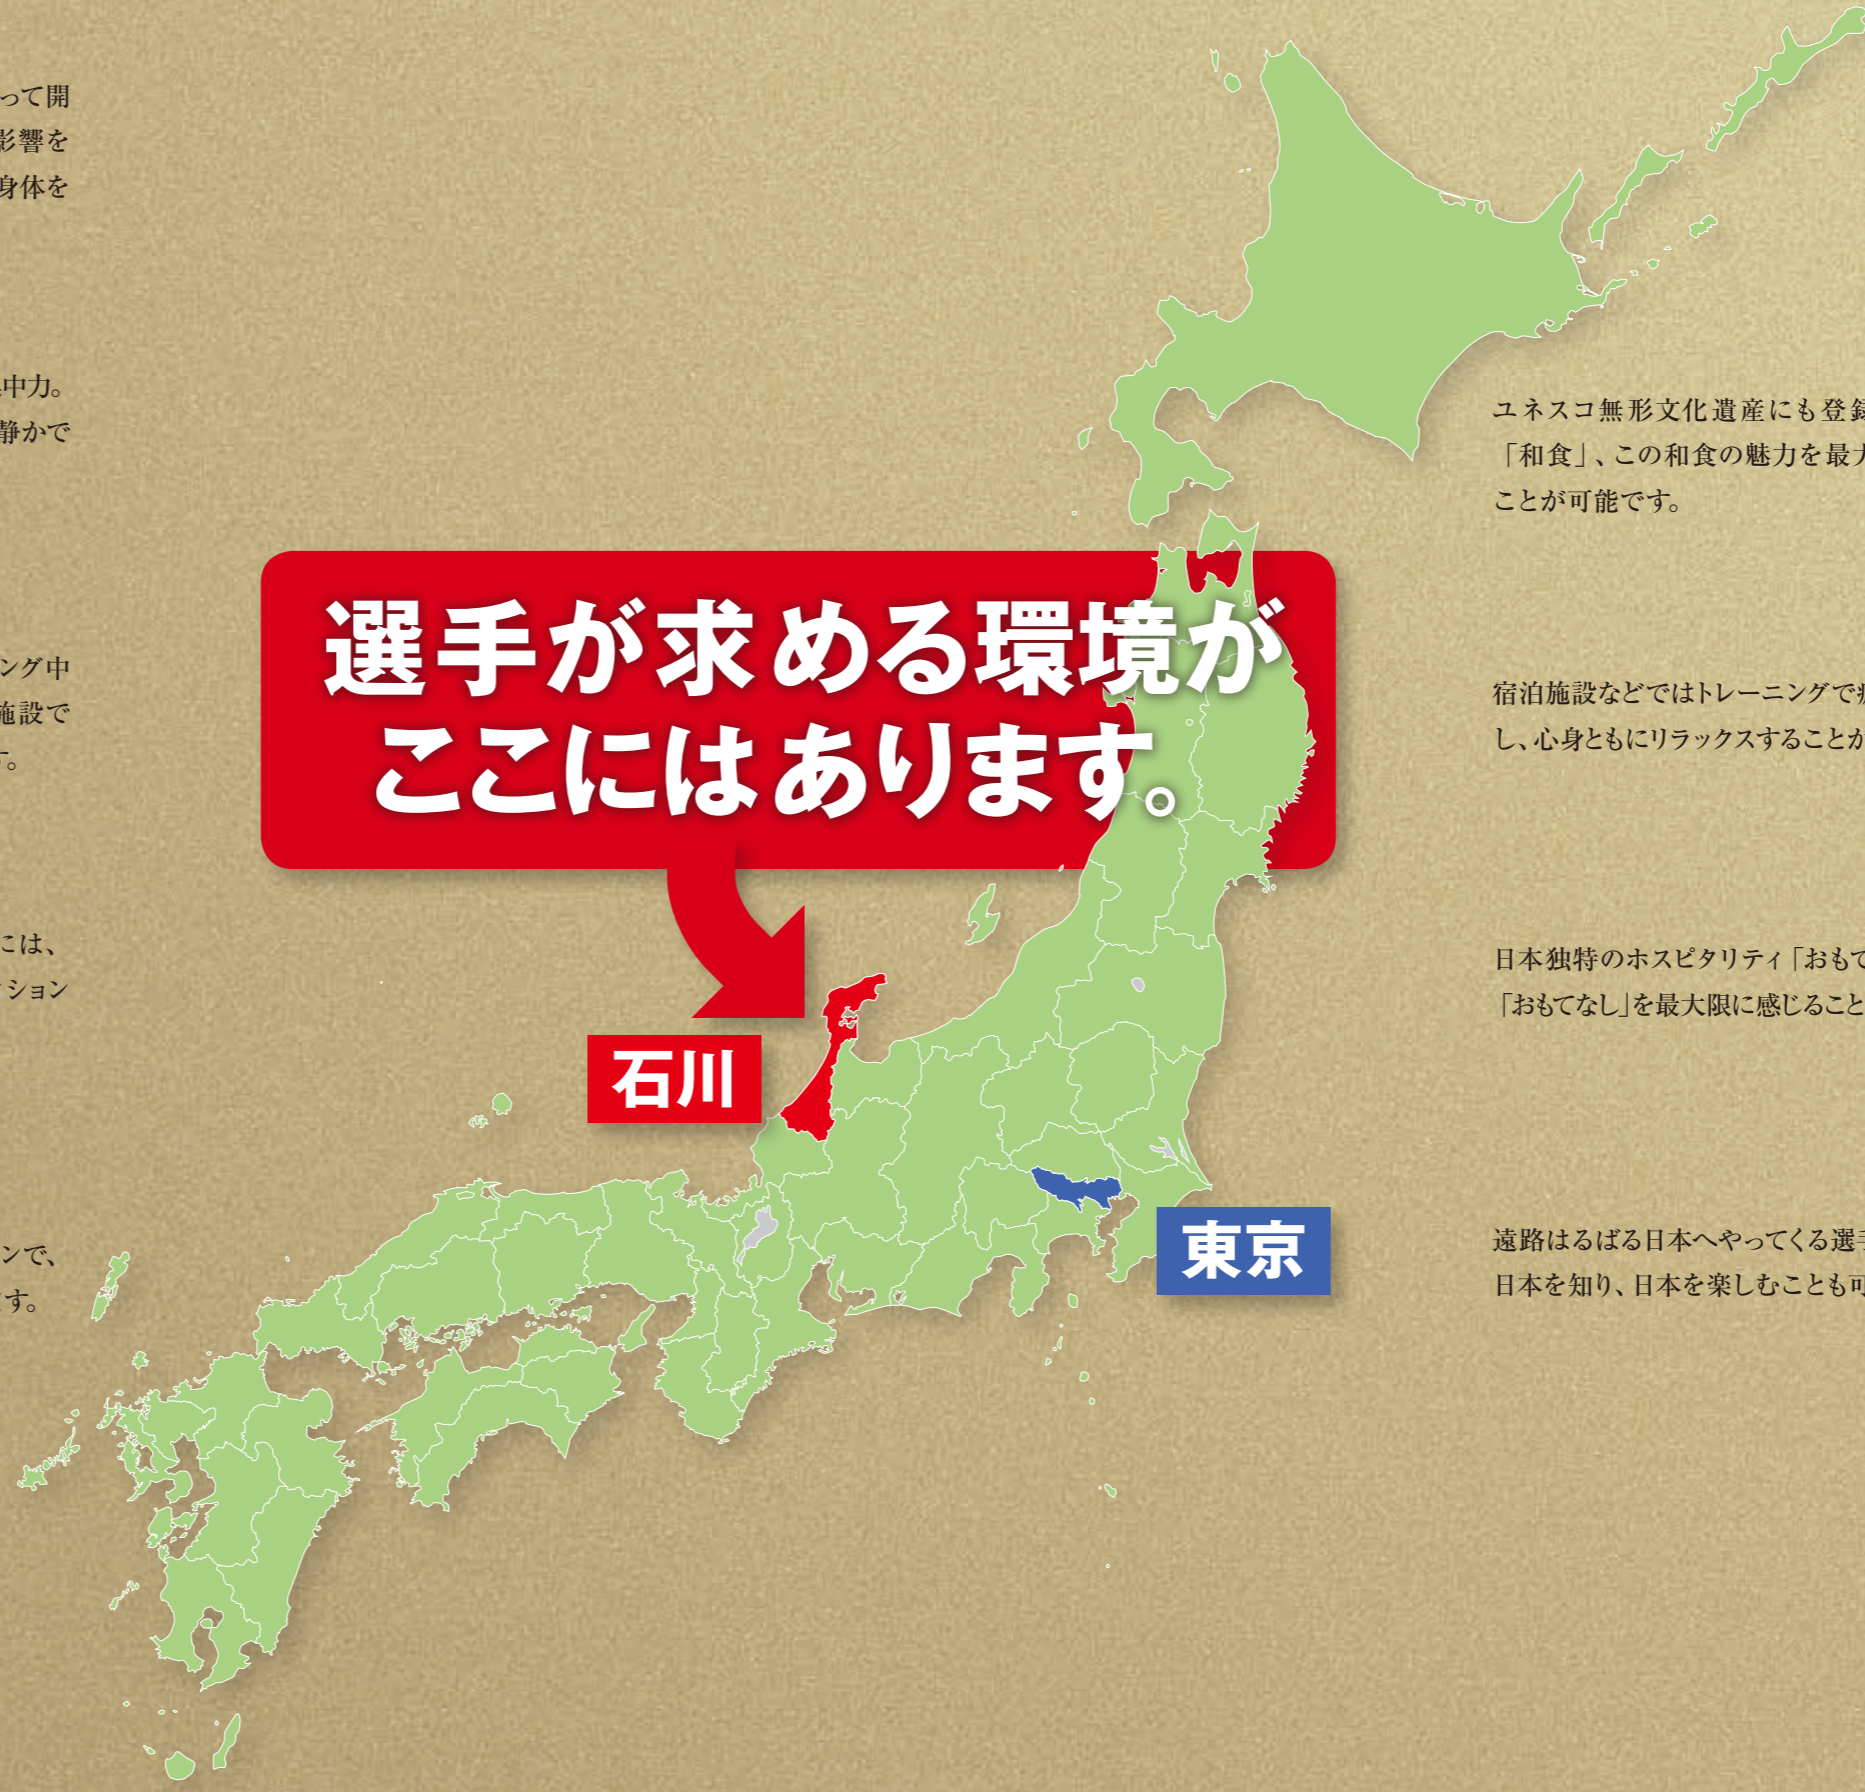 って開
影響を
身体を
中力。
静かで
ング中
施設で
す。
には、
クション
ンで、
ます。
選手が求める環境が
ここにはあります。
石川
東京
ユネスコ無形文化遺産にも登録
「和食」、この和食の魅力を最大
ことが可能です。
宿泊施設などではトレーニングで疲
し、心身ともにリラックスすることが
日本独特のホスピタリティ「おもて
「おもてなし」を最大限に感じること
遠路はるばる日本へやってくる選手
日本を知り、日本を楽しむことも可